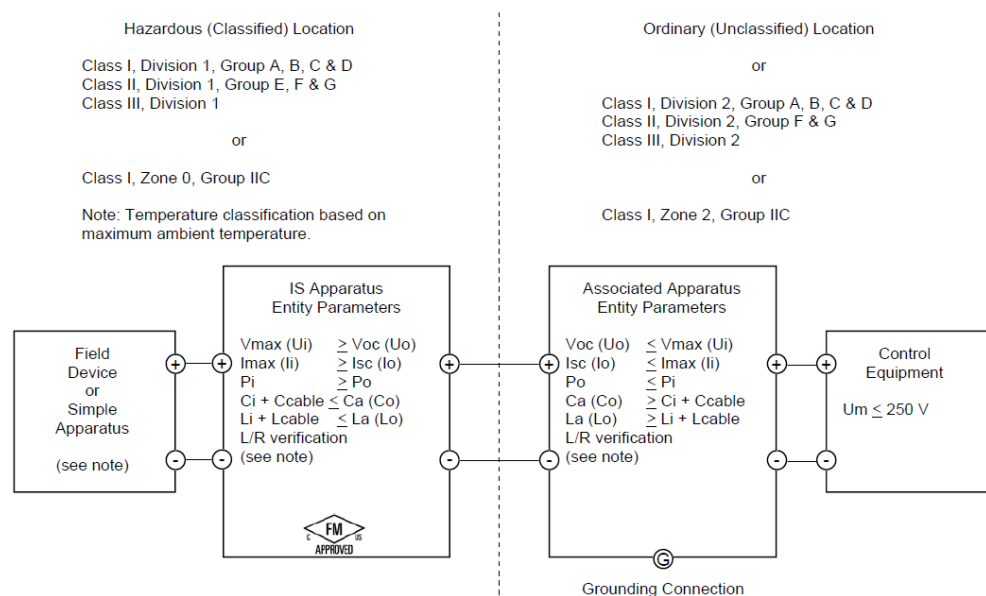 Hazardous (Classified) Location
Class I, Division 1, Group A, B, C & D
Class II, Division 1, Group E, F & G
Class III, Division 1
or
Class I, Zone 0, Group IIC
Note: Temperature classification based on
maximum ambient temperature.
Ordinary (Unclassified) Location
or
Class I, Division 2, Group A, B, C & D
Class II, Division 2, Group F & G
Class III, Division 2
or
Class I, Zone 2, Group IIC
Field
Device
or
Simple
Apparatus
(see note)
+
-
+
-
IS Apparatus
Entity Parameters
Vmax (Ui) ≥ Voc (Uo)
Imax (Ii) ≥ Isc (Io)
Pi ≥ Po
Ci + Ccable ≤ Ca (Co)
Li + Lcable ≤ La (Lo)
L/R verification
(see note)
C FM US
APPROVED
+
-
+
-
Associated Apparatus
Entity Parameters
Voc (Uo) ≤ Vmax (Ui)
Isc (Io) ≤ Imax (Ii)
Po ≤ Pi
Ca (Co) ≥ Ci + Ccable
La (Lo) ≥ Li + Lcable
L/R verification
(see note)
G
Grounding Connection
+
-
+
-
Control
Equipment
Um ≤ 250 V